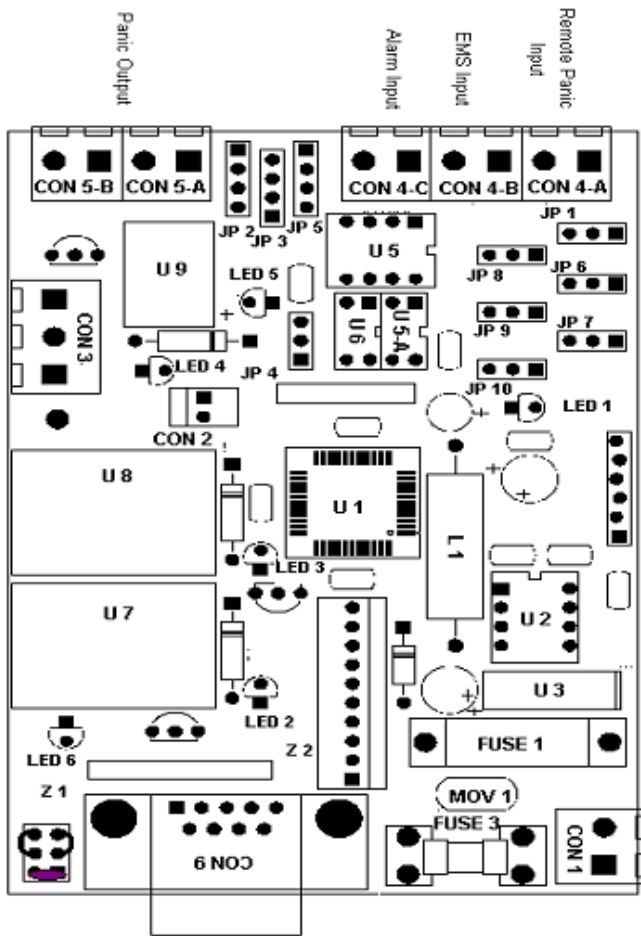 Panic Output
Alarm Input
EMS Input
Remote Panic
Input
CON 5-B
CON 5-A
CON 4-C
CON 4-B
CON 4-A
JP 2
JP 3
JP 5
JP 1
U 5
U 9
LED 5
JP 8
JP 6
CON 3
U 6
U 5-A
JP 9
JP 7
LED 4
JP 4
JP 10
LED 1
CON 2
U 8
U 1
L 1
LED 3
U 7
U 2
U 3
LED 2
LED 6
Z 2
FUSE 1
Z 1
MOV 1
FUSE 3
CON 9
CON 1